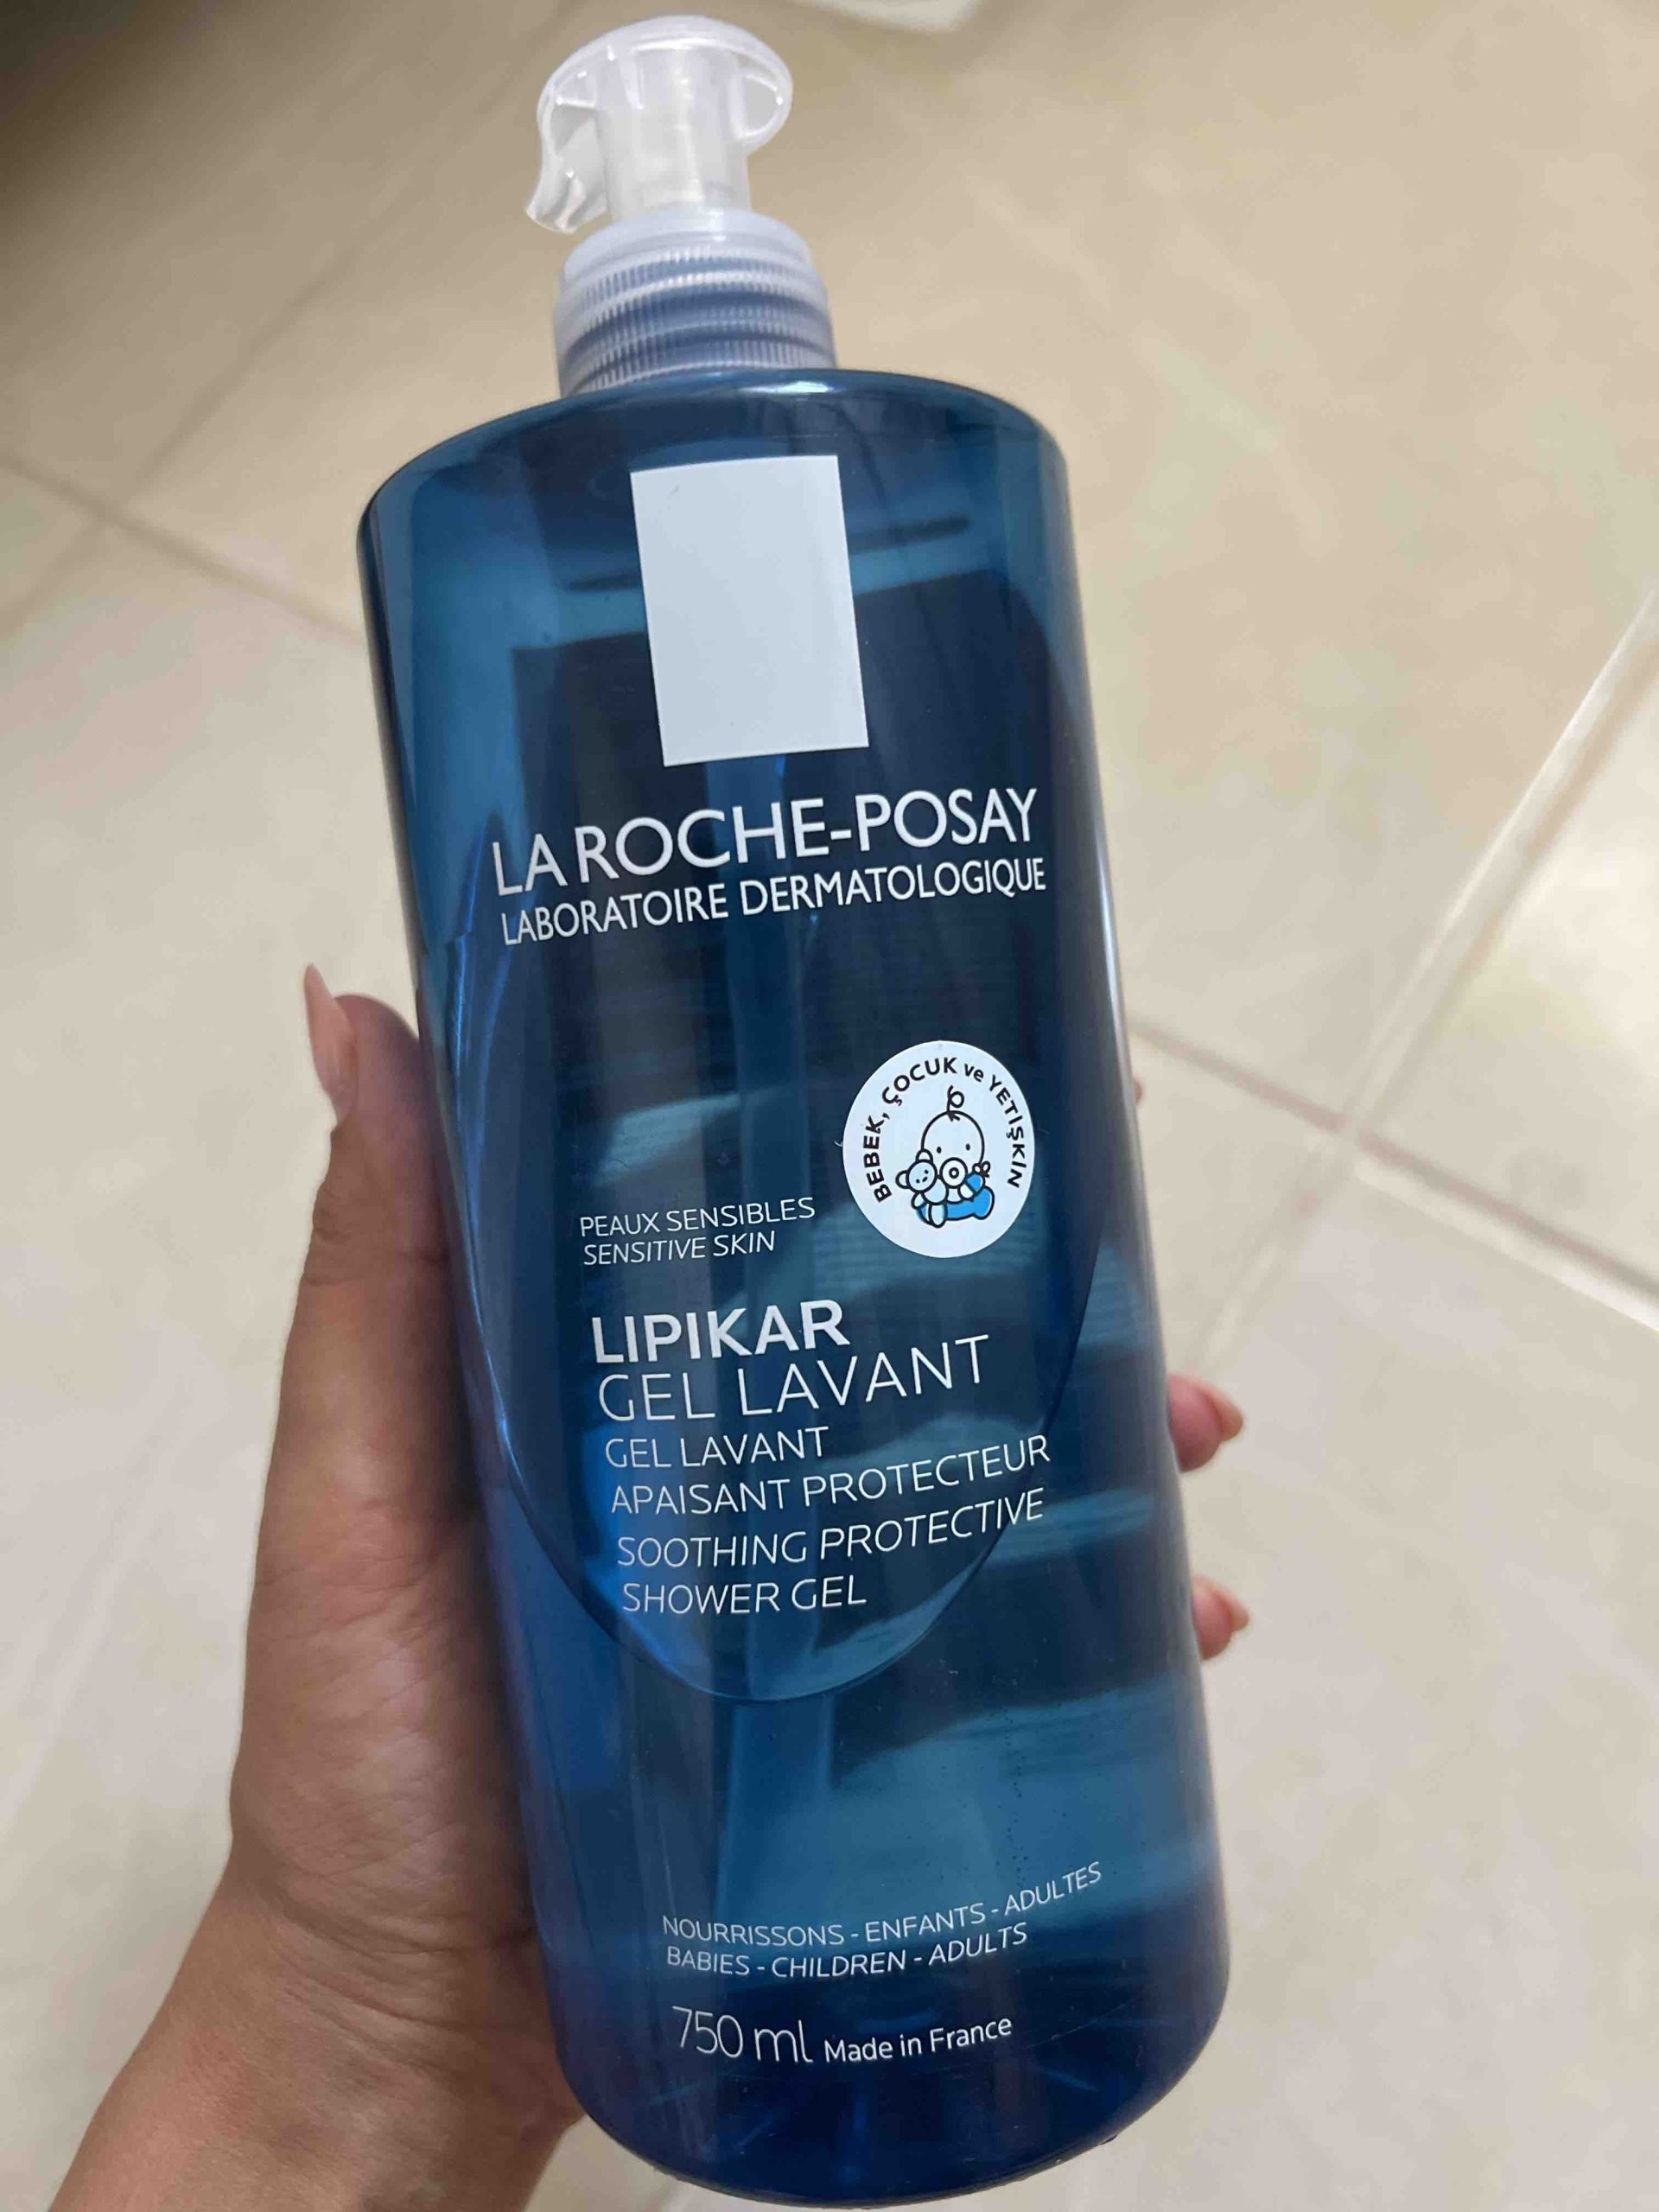 LA ROCHE-POSAY
LABORATOIRE DERMATOLOGIQUE
BEBEK, ÇOCUK ve YETİŞKİN
PEAUX SENSIBLES
SENSITIVE SKIN
LIPIKAR
GEL LAVANT
GEL LAVANT
APAISANT PROTECTEUR
SOOTHING PROTECTIVE
SHOWER GEL
NOURRISSONS - ENFANTS - ADULTES
BABIES - CHILDREN - ADULTS
750 ml Made in France